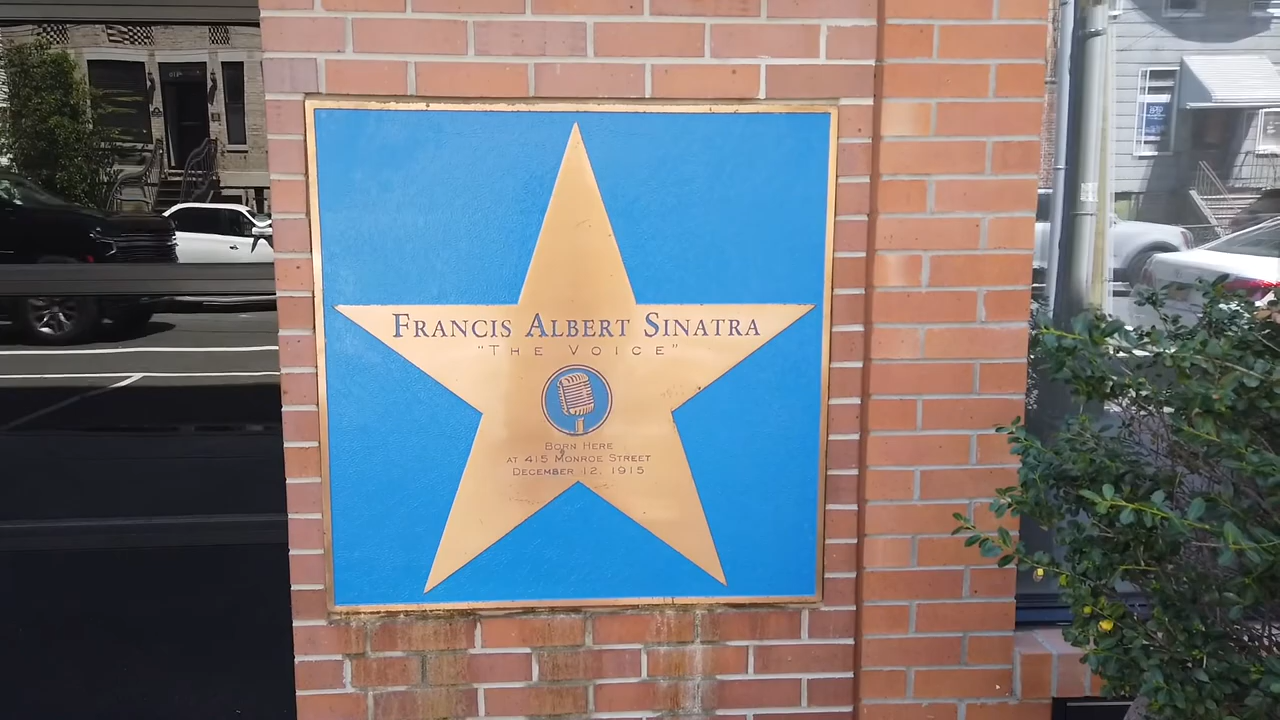 Francis Albert Sinatra
"The Voice"
Born Here
at 415 Monroe Street
December 12, 1915